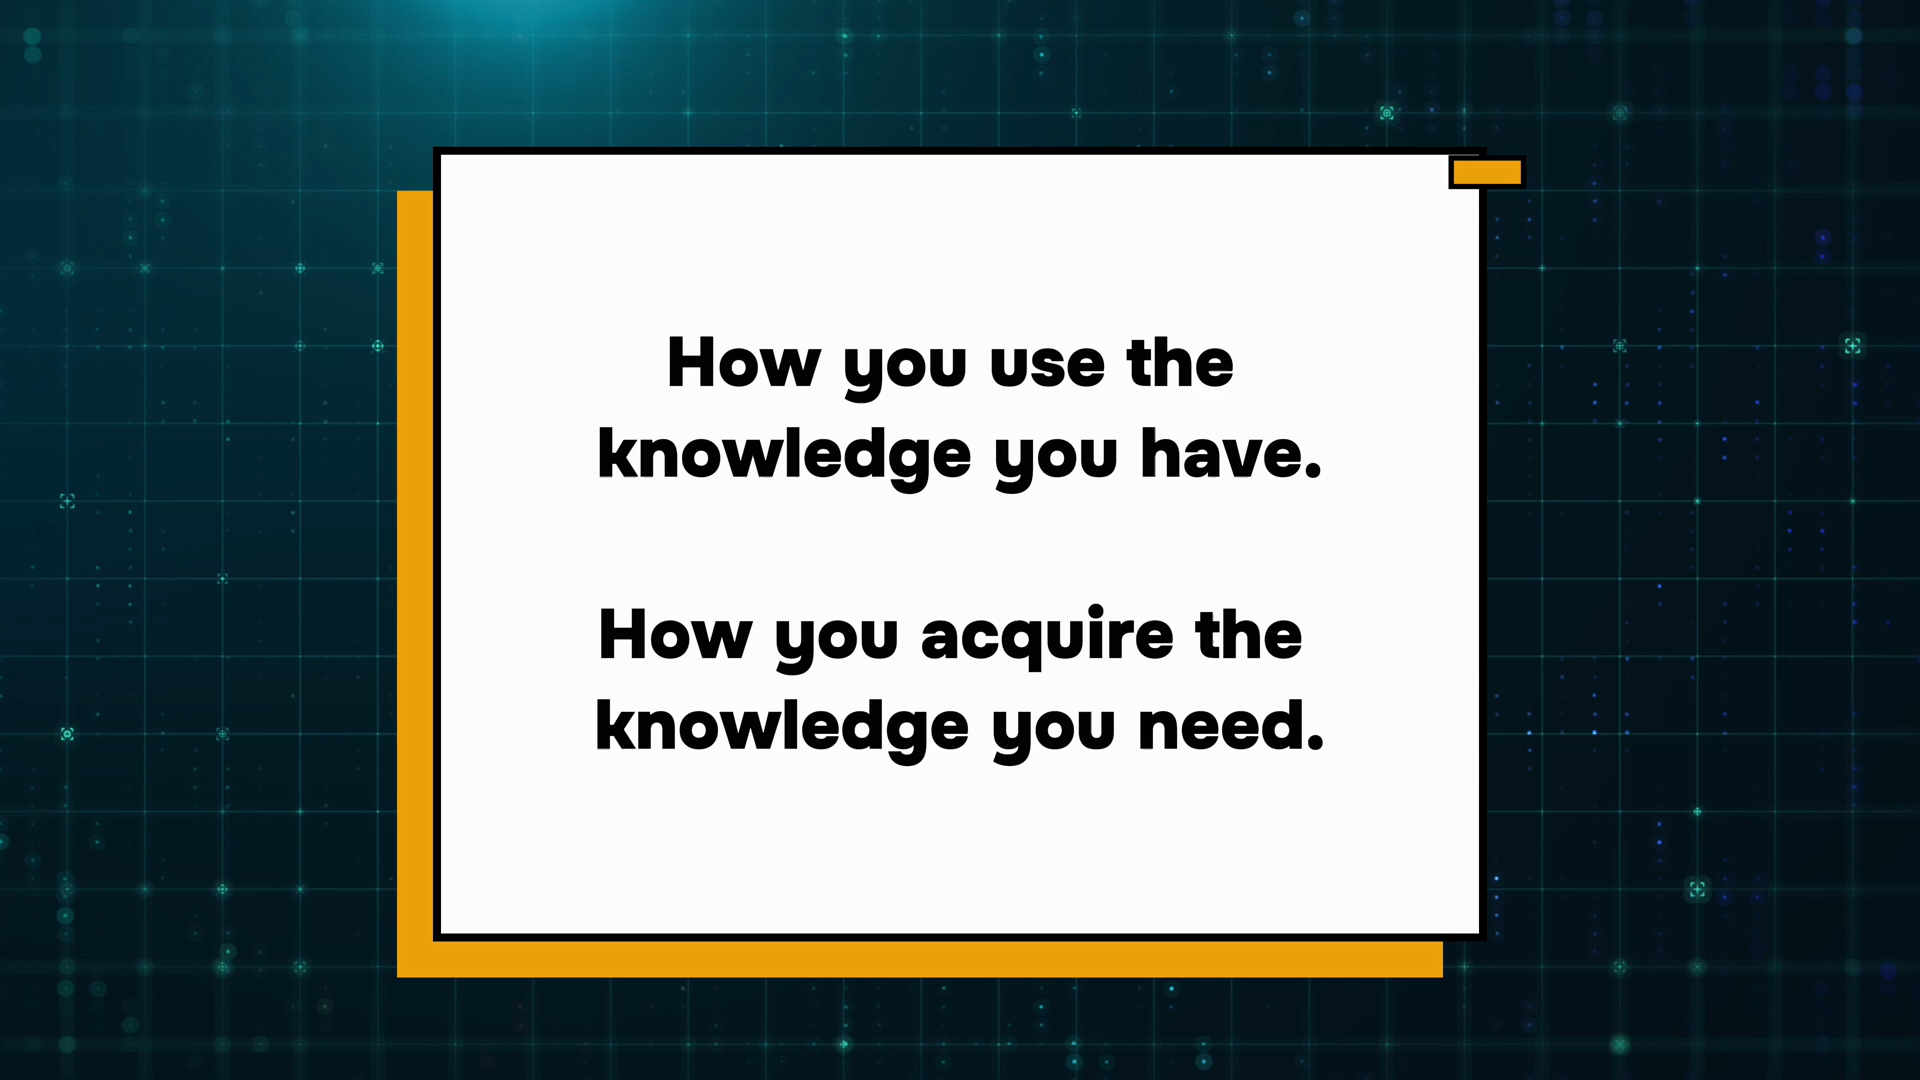 How you use the
knowledge you have.
How you acquire the
knowledge you need.